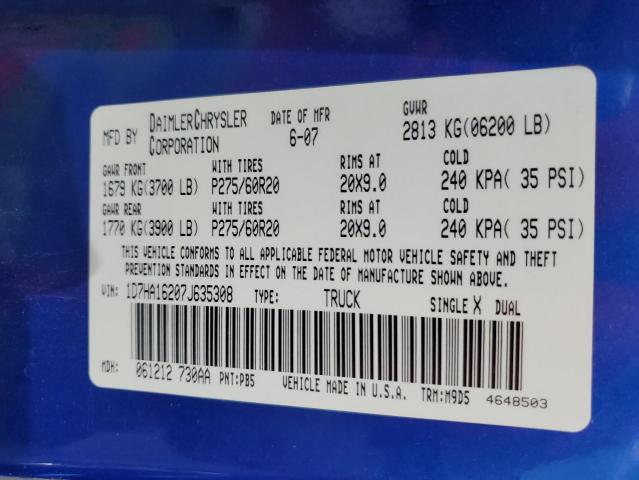 MFD BY DAIMLERCHRYSLER CORPORATION DATE OF MFR 6-07 GVWR 2813 KG(06200 LB)
GAWR FRONT WITH TIRES RIMS AT COLD
1679 KG(3700 LB) P275/60R20 20X9.0 240 KPA( 35 PSI)
GAWR REAR WITH TIRES RIMS AT COLD
1770 KG(3900 LB) P275/60R20 20X9.0 240 KPA( 35 PSI)
THIS VEHICLE CONFORMS TO ALL APPLICABLE FEDERAL MOTOR VEHICLE SAFETY AND THEFT
PREVENTION STANDARDS IN EFFECT ON THE DATE OF MANUFACTURE SHOWN ABOVE.
VIN: 1D7HA16207J635308 TYPE: TRUCK SINGLE X DUAL
MDH: 061212 730AA PNT:PB5 VEHICLE MADE IN U.S.A. TRM:M9D5 4648503